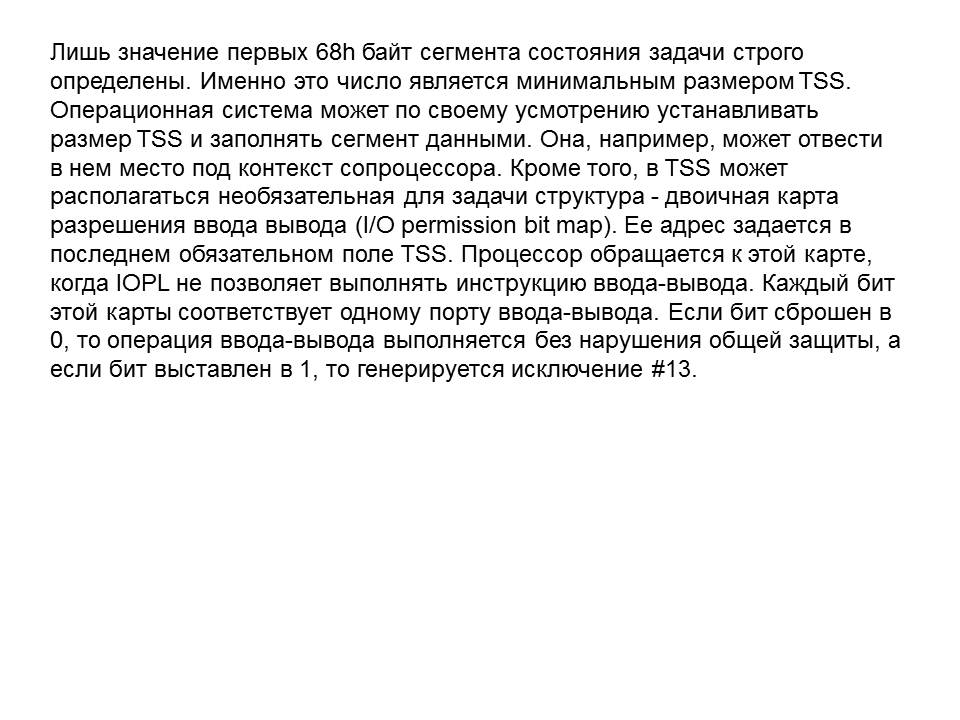 Лишь значение первых 68h байт сегмента состояния задачи строго
определены. Именно это число является минимальным размером TSS.
Операционная система может по своему усмотрению устанавливать
размер TSS и заполнять сегмент данными. Она, например, может отвести
в нем место под контекст сопроцессора. Кроме того, в TSS может
располагаться необязательная для задачи структура - двоичная карта
разрешения ввода вывода (I/O permission bit map). Ее адрес задается в
последнем обязательном поле TSS. Процессор обращается к этой карте,
когда IOPL не позволяет выполнять инструкцию ввода-вывода. Каждый бит
этой карты соответствует одному порту ввода-вывода. Если бит сброшен в
0, то операция ввода-вывода выполняется без нарушения общей защиты, а
если бит выставлен в 1, то генерируется исключение #13.